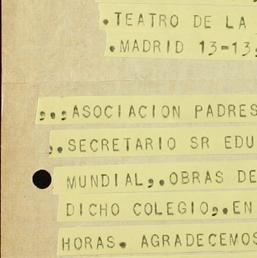 .TEATRO DE LA
.MADRID 13-13,
,.,ASOCIACION PADRES
,.SECRETARIO SR EDU
MUNDIAL,.OBRAS DE
DICHO COLEGIO,.EN
HORAS. AGRADECEMOS